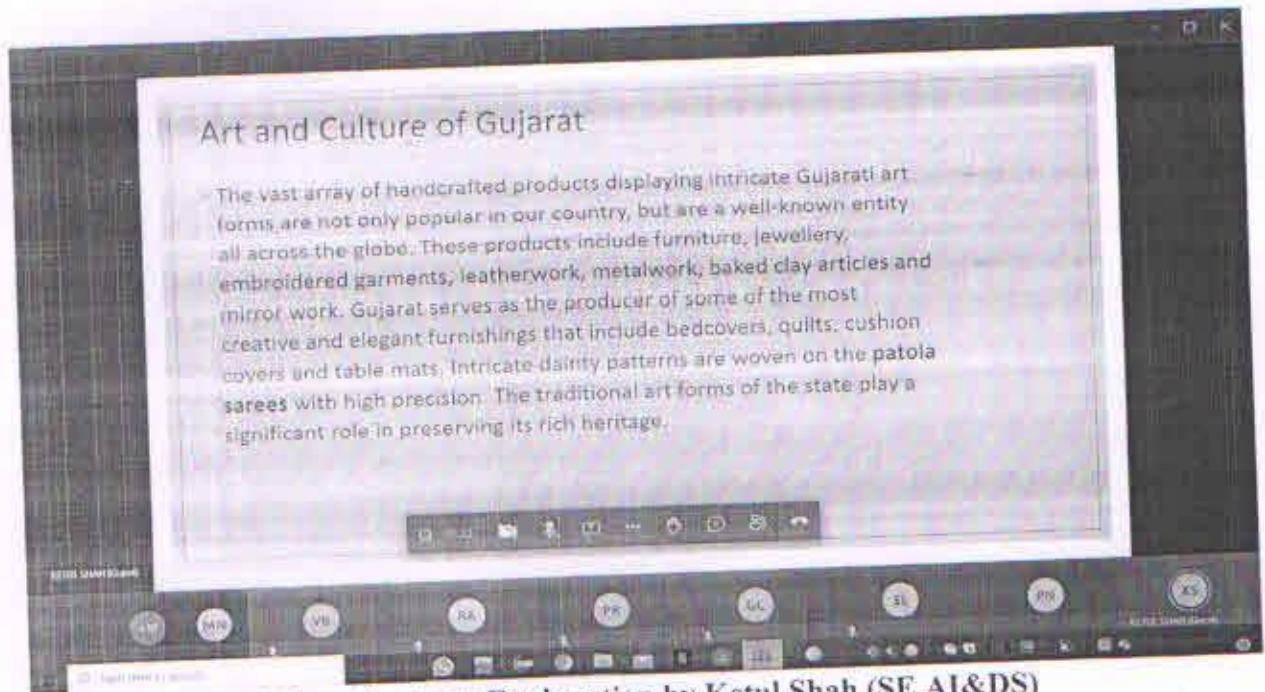 Art and Culture of Gujarat
The vast array of handcrafted products displaying intricate Gujarati art
forms are not only popular in our country, but are a well-known entity
all across the globe. These products include furniture, jewellery,
embroidered garments, leatherwork, metalwork, baked clay articles and
mirror work. Gujarat serves as the producer of some of the most
creative and elegant furnishings that include bedcovers, quilts, cushion
covers and table mats. Intricate dainty patterns are woven on the patola
sarees with high precision. The traditional art forms of the state play a
significant role in preserving its rich heritage.
KETUL SHAH
MN VB RA PR GC SL PN KS
KETUL SHAH
by Ketul Shah (SE AI&DS)